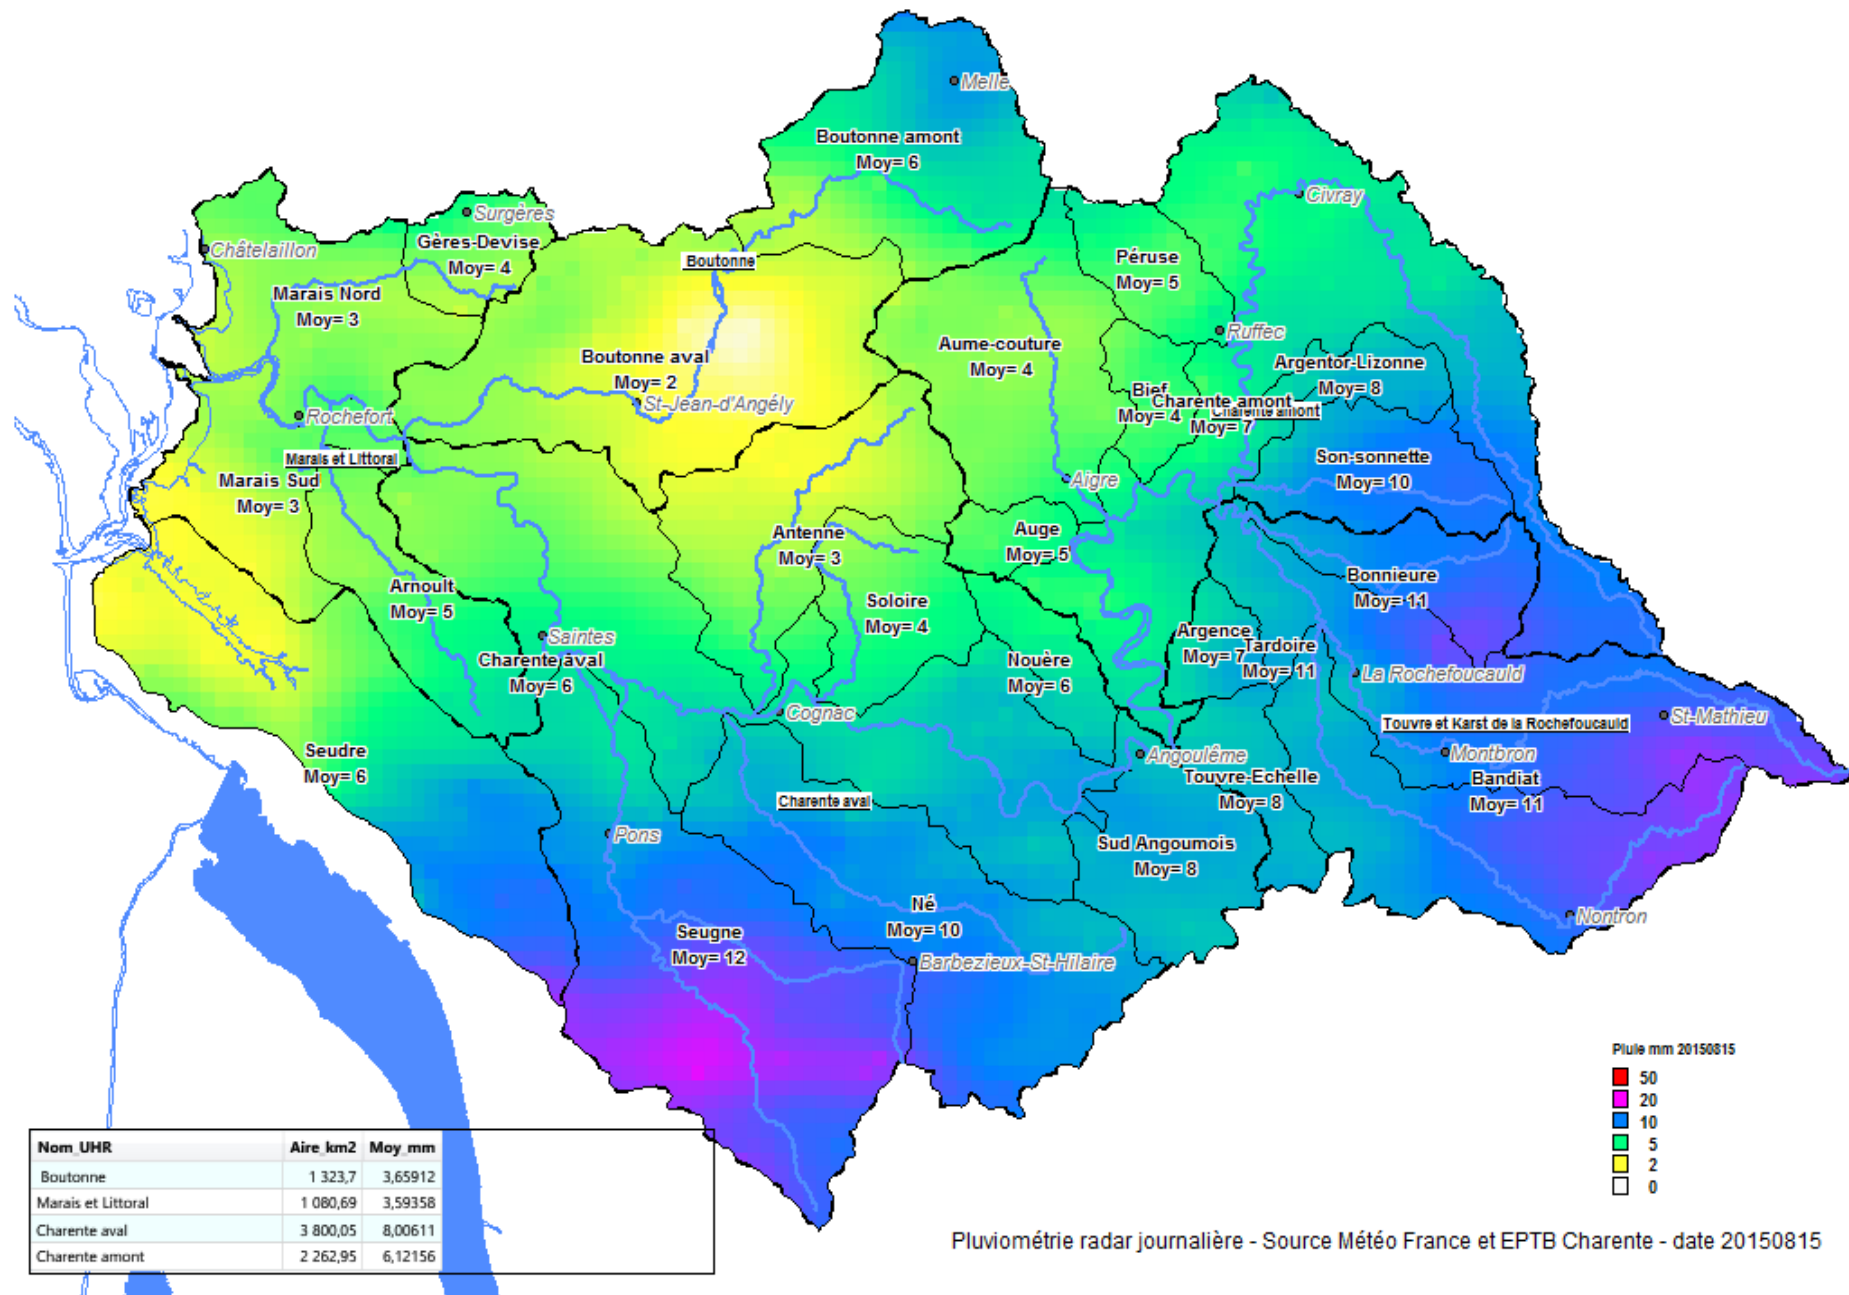 Melle
Boutonne amont
Moy= 6
Civray
Surgères
Châtelaillon
Gères-Devise
Moy= 4
Boutonne
Péruse
Moy= 5
Marais Nord
Moy= 3
Ruffec
Aume-couture
Moy= 4
Boutonne aval
Moy= 2
Argentor-Lizonne
Moy= 8
St-Jean-d'Angély
Bief
Moy= 4
Charente amont
Moy= 7
Charente amont
Rochefort
Marais et Littoral
Son-sonnette
Moy= 10
Marais Sud
Moy= 3
Aigre
Antenne
Moy= 3
Auge
Moy= 5
Bonnieure
Moy= 11
Arnoult
Moy= 5
Soloire
Moy= 4
Saintes
Argence
Moy= 7
Tardoire
Moy= 11
Charente aval
Moy= 6
Nouère
Moy= 6
La Rochefoucauld
Cognac
Touvre et Karst de la Rochefoucauld
St-Mathieu
Seudre
Moy= 6
Angoulême
Montbron
Touvre-Echelle
Moy= 8
Bandiat
Moy= 11
Charente aval
Pons
Sud Angoumois
Moy= 8
Né
Moy= 10
Nontron
Seugne
Moy= 12
Barbezieux-St-Hilaire
Pluie mm 20150815
50
20
10
5
2
0
Nom_UHR Aire_km2 Moy_mm
Boutonne 1 323,7 3,65912
Marais et Littoral 1 080,69 3,59358
Charente aval 3 800,05 8,00611
Charente amont 2 262,95 6,12156
Pluviométrie radar journalière - Source Météo France et EPTB Charente - date 20150815